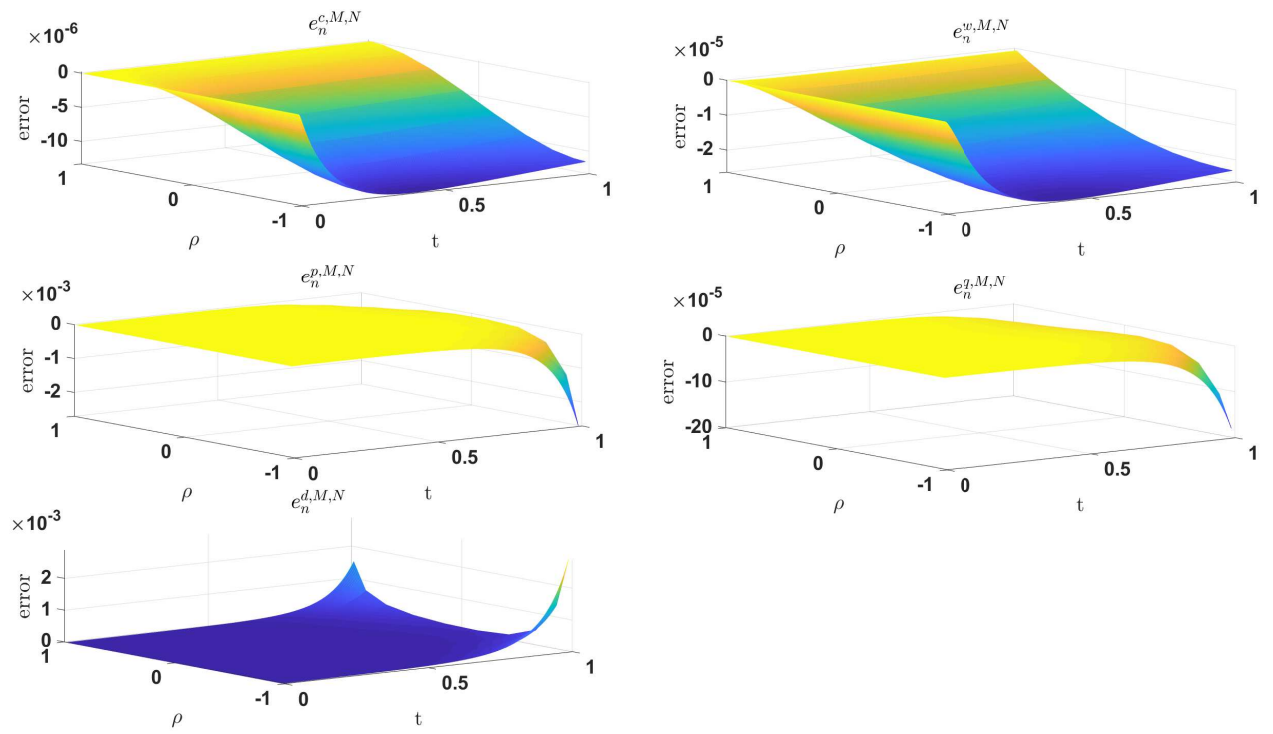 $e_n^{c,M,N}$
×10^-6
0
-5
-10
error
1
0
-1
ρ
0
0.5
1
t
$e_n^{w,M,N}$
×10^-5
0
-1
-2
error
1
0
-1
ρ
0
0.5
1
t
$e_n^{p,M,N}$
×10^-3
0
-1
-2
error
1
0
-1
ρ
0
0.5
1
t
$e_n^{q,M,N}$
×10^-5
0
-10
-20
error
1
0
-1
ρ
0
0.5
1
t
$e_n^{d,M,N}$
×10^-3
2
1
0
error
1
0
-1
ρ
0
0.5
1
t